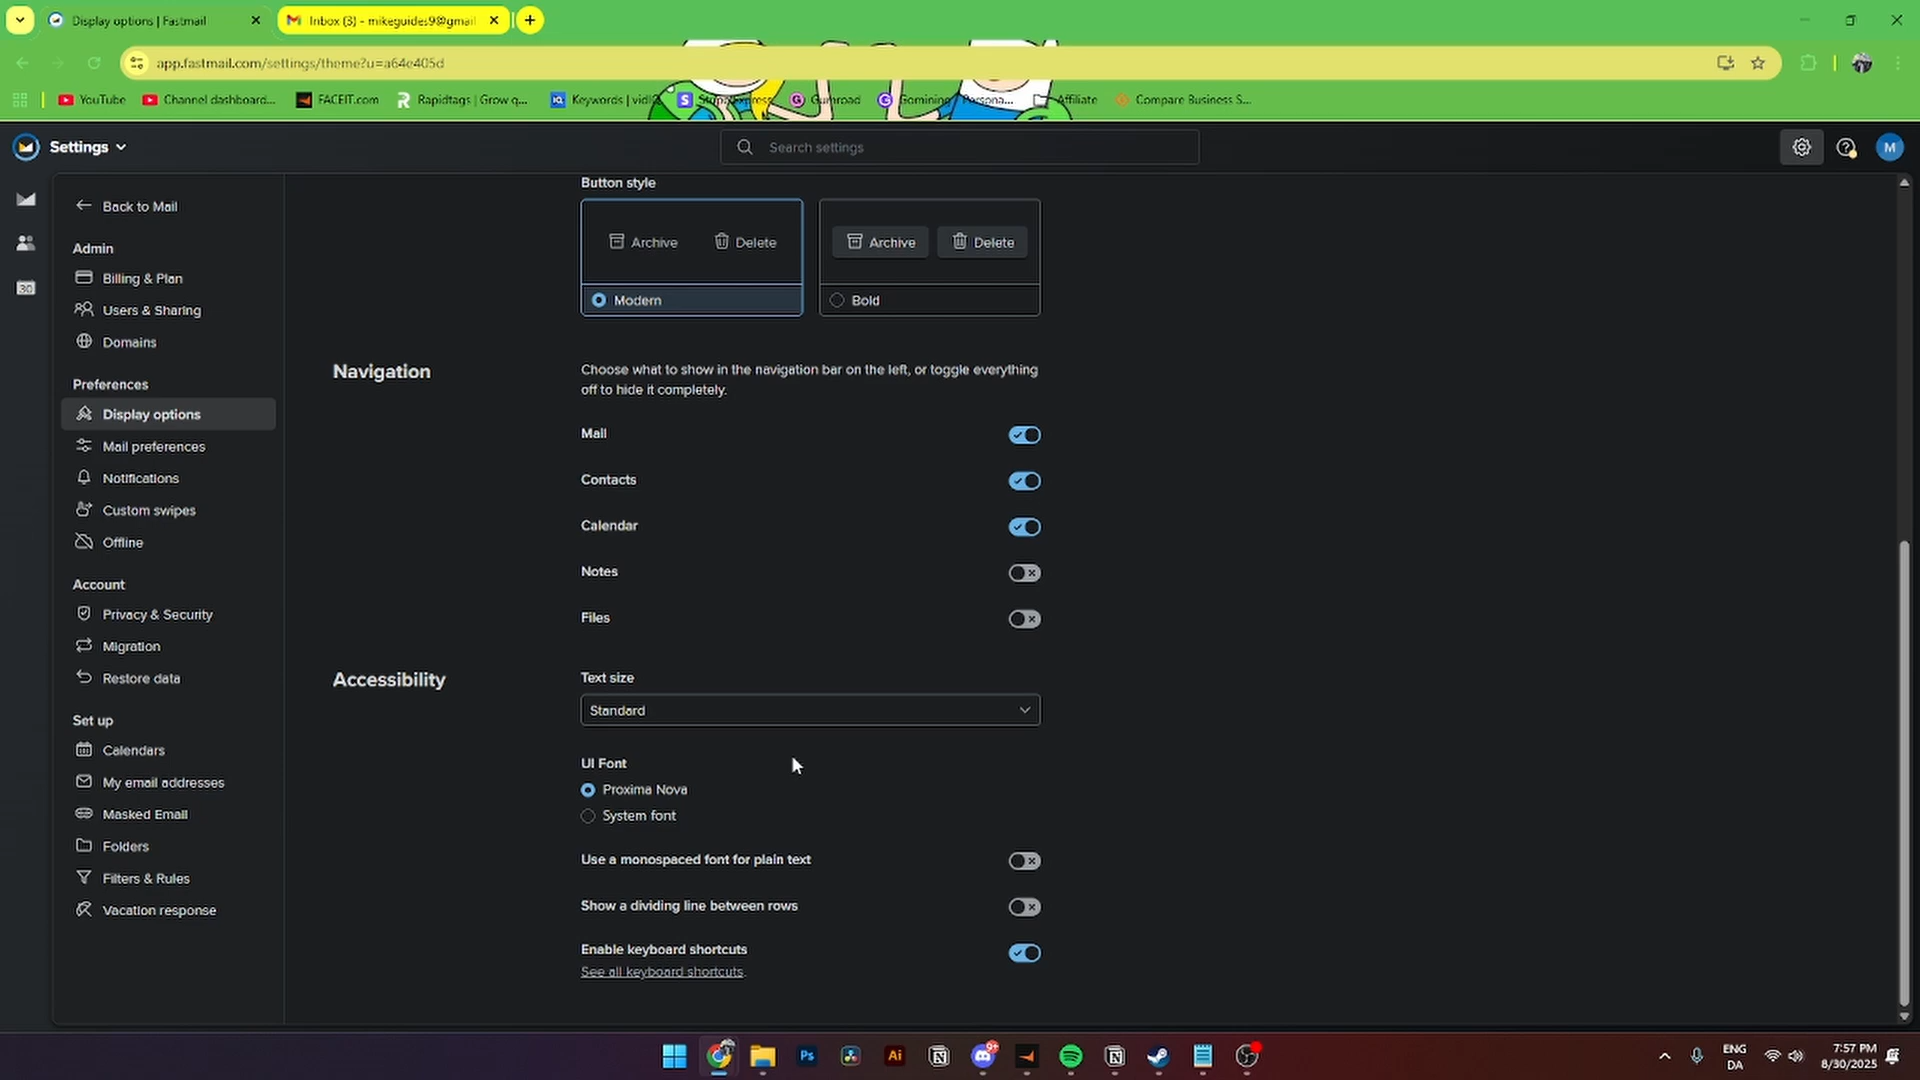 Display options | Fastmail
Inbox (3) - mikeguides9@gmail
app.fastmail.com/settings/theme?u=a64e405d
YouTube
Channel dashboard...
FACEIT.com
Rapidtags | Grow q...
Keywords | vidIQ
Gumroad
Affiliate
Compare Business S...
Settings
Search settings
M
30
Back to Mail
Admin
Billing & Plan
Users & Sharing
Domains
Preferences
Display options
Mail preferences
Notifications
Custom swipes
Offline
Account
Privacy & Security
Migration
Restore data
Set up
Calendars
My email addresses
Masked Email
Folders
Filters & Rules
Vacation response
Button style
Archive Delete
Archive Delete
Modern
Bold
Navigation
Choose what to show in the navigation bar on the left, or toggle everything
off to hide it completely.
Mail
Contacts
Calendar
Notes
Files
Accessibility
Text size
Standard
UI Font
Proxima Nova
System font
Use a monospaced font for plain text
Show a dividing line between rows
Enable keyboard shortcuts
See all keyboard shortcuts.
Ps
Ai
9+
ENG
DA
7:57 PM
8/30/2025